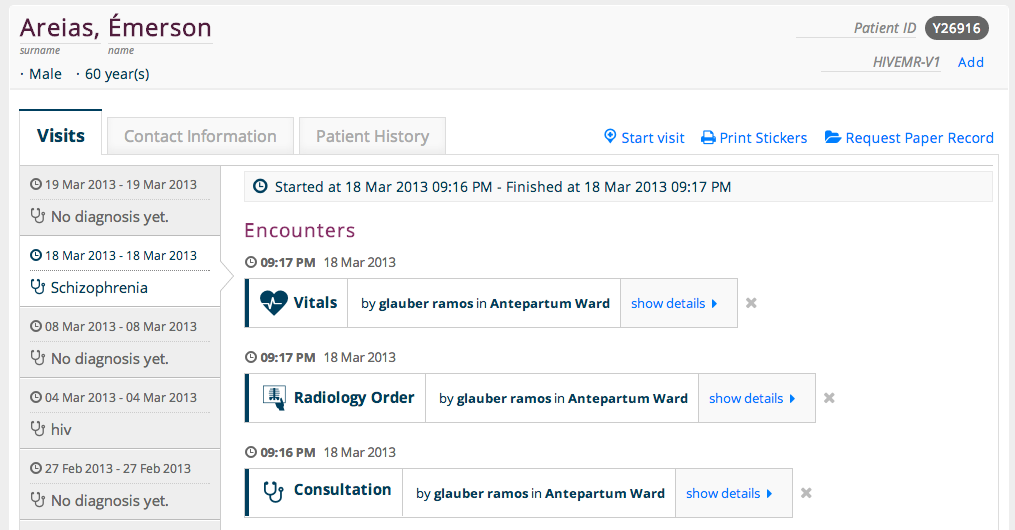 Areias, Émerson
surname name
· Male · 60 year(s)
Patient ID Y26916
HIVEMR-V1 Add
Visits Contact Information Patient History
Start visit Print Stickers Request Paper Record
19 Mar 2013 - 19 Mar 2013
No diagnosis yet.
18 Mar 2013 - 18 Mar 2013
Schizophrenia
08 Mar 2013 - 08 Mar 2013
No diagnosis yet.
04 Mar 2013 - 04 Mar 2013
hiv
27 Feb 2013 - 27 Feb 2013
No diagnosis yet.
Started at 18 Mar 2013 09:16 PM - Finished at 18 Mar 2013 09:17 PM
Encounters
09:17 PM 18 Mar 2013
Vitals by glauber ramos in Antepartum Ward show details
09:17 PM 18 Mar 2013
Radiology Order by glauber ramos in Antepartum Ward show details
09:16 PM 18 Mar 2013
Consultation by glauber ramos in Antepartum Ward show details